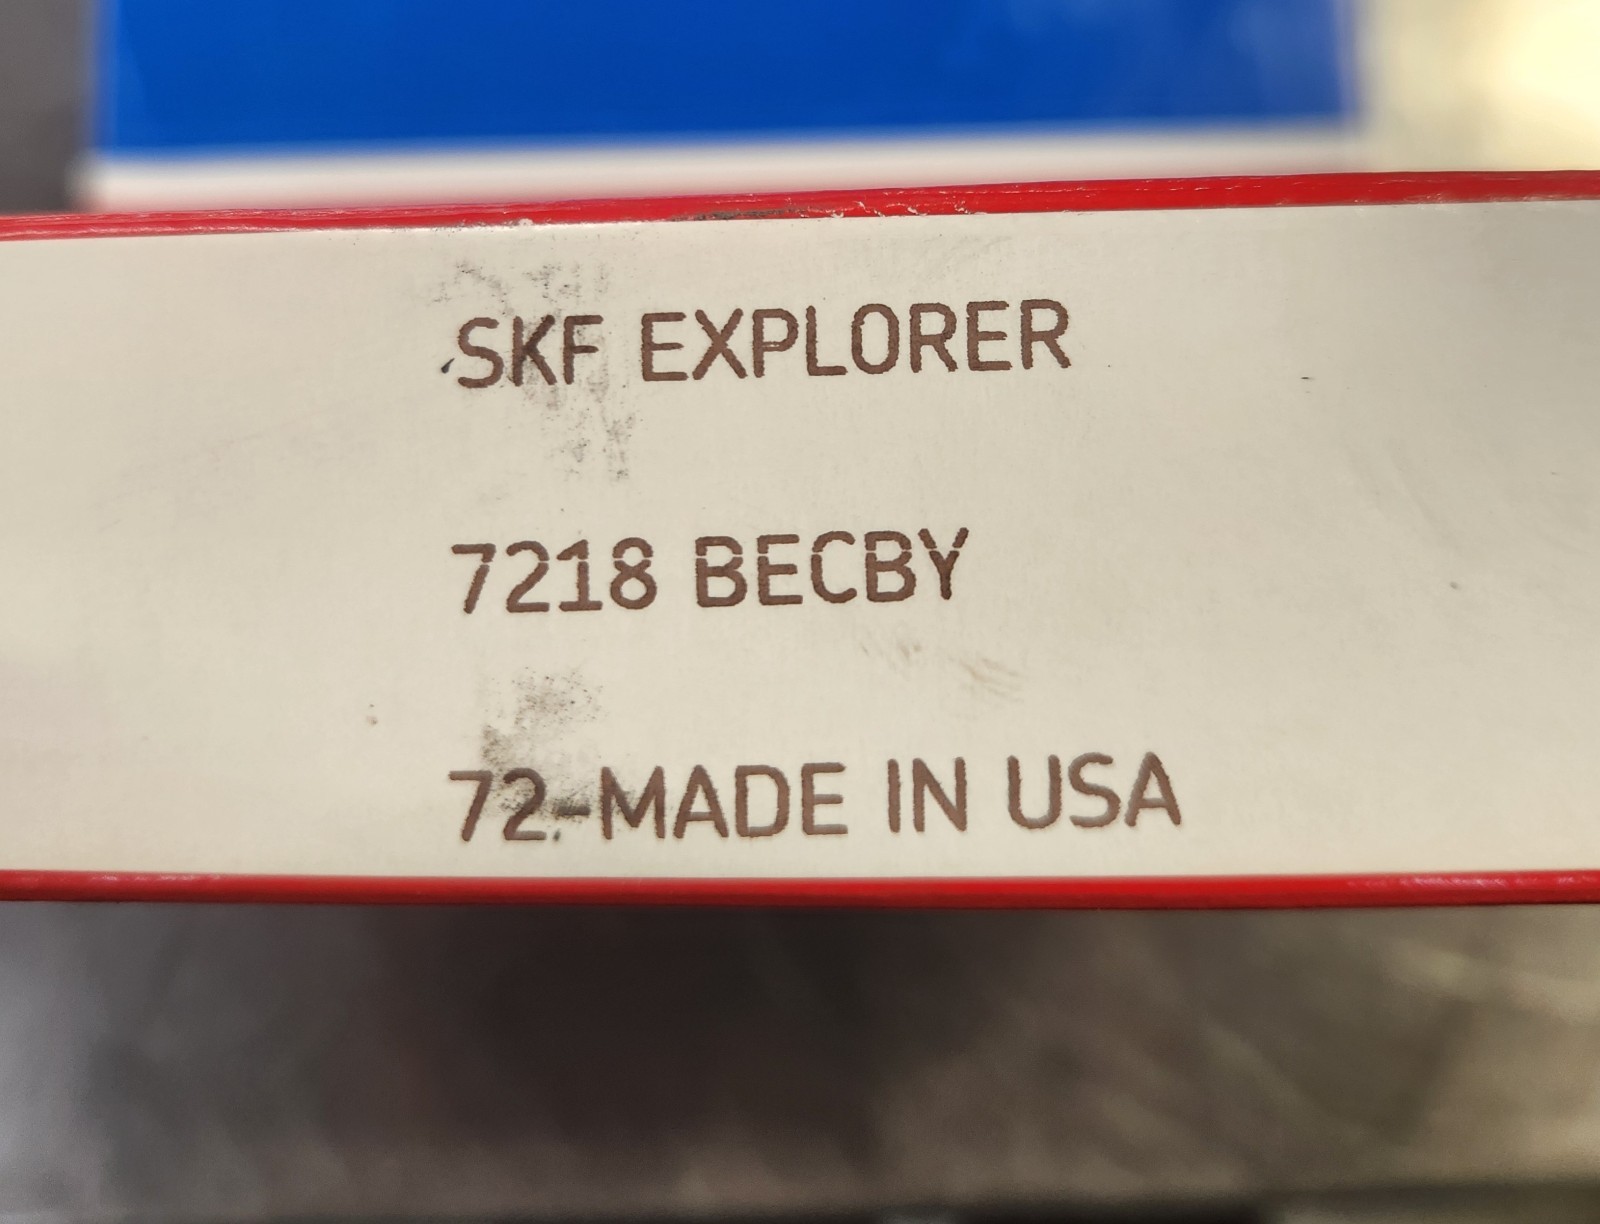 SKF EXPLORER
7218 BECBY
72-MADE IN USA